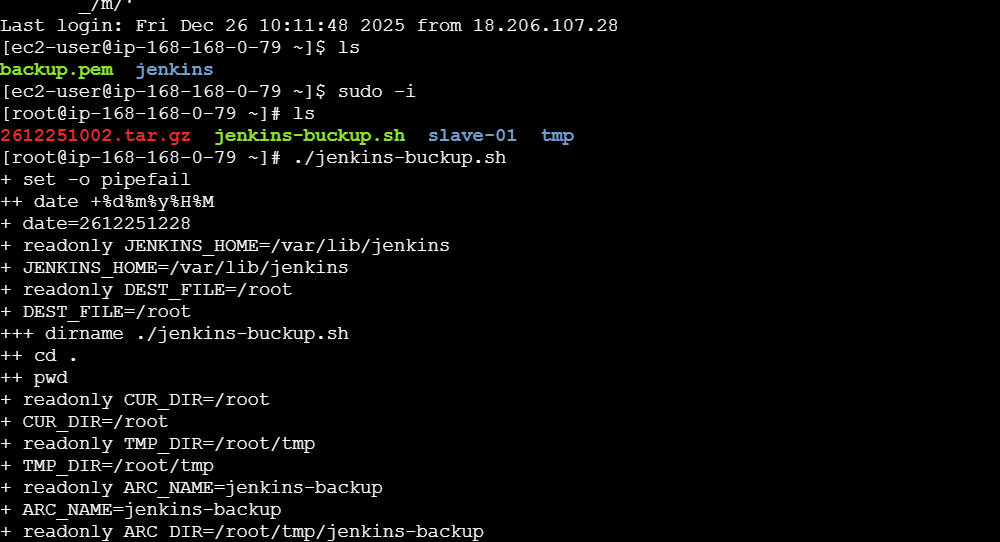 _/m/'
Last login: Fri Dec 26 10:11:48 2025 from 18.206.107.28
[ec2-user@ip-168-168-0-79 ~]$ ls
backup.pem  jenkins
[ec2-user@ip-168-168-0-79 ~]$ sudo -i
[root@ip-168-168-0-79 ~]# ls
2612251002.tar.gz  jenkins-buckup.sh  slave-01  tmp
[root@ip-168-168-0-79 ~]# ./jenkins-buckup.sh
+ set -o pipefail
++ date +%d%m%y%H%M
+ date=2612251228
+ readonly JENKINS_HOME=/var/lib/jenkins
+ JENKINS_HOME=/var/lib/jenkins
+ readonly DEST_FILE=/root
+ DEST_FILE=/root
+++ dirname ./jenkins-buckup.sh
++ cd .
++ pwd
+ readonly CUR_DIR=/root
+ CUR_DIR=/root
+ readonly TMP_DIR=/root/tmp
+ TMP_DIR=/root/tmp
+ readonly ARC_NAME=jenkins-backup
+ ARC_NAME=jenkins-backup
+ readonly ARC_DIR=/root/tmp/jenkins-backup